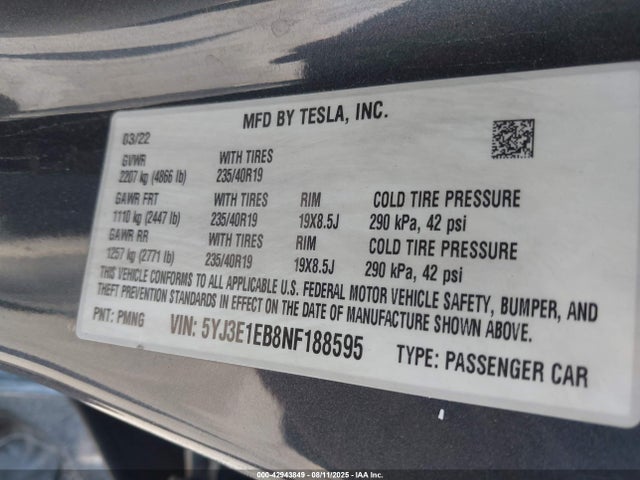 MFD BY TESLA, INC.
03/22
GVWR WITH TIRES
2207 kg (4866 lb) 235/40R19
GAWR FRT WITH TIRES RIM COLD TIRE PRESSURE
1110 kg (2447 lb) 235/40R19 19X8.5J 290 kPa, 42 psi
GAWR RR WITH TIRES RIM COLD TIRE PRESSURE
1257 kg (2771 lb) 235/40R19 19X8.5J 290 kPa, 42 psi
THIS VEHICLE CONFORMS TO ALL APPLICABLE U.S. FEDERAL MOTOR VEHICLE SAFETY, BUMPER, AND
THEFT PREVENTION STANDARDS IN EFFECT ON THE DATE OF MANUFACTURE SHOWN ABOVE.
PNT: PMNG VIN: 5YJ3E1EB8NF188595 TYPE: PASSENGER CAR
000-42943849 - 08/11/2025 - IAA Inc.